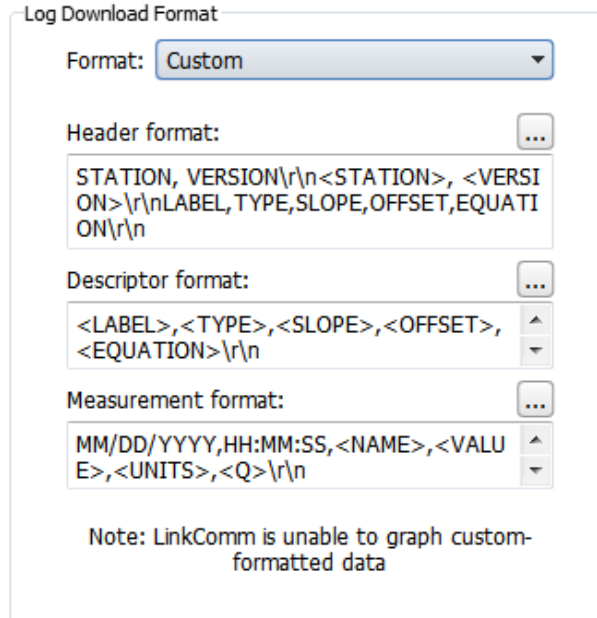 Log Download Format
Format: Custom
Header format:
...
STATION, VERSION\r\n<STATION>, <VERSI
ON>\r\nLABEL,TYPE,SLOPE,OFFSET,EQUATI
ON\r\n
Descriptor format:
...
<LABEL>,<TYPE>,<SLOPE>,<OFFSET>,
<EQUATION>\r\n
Measurement format:
...
MM/DD/YYYY,HH:MM:SS,<NAME>,<VALU
E>,<UNITS>,<Q>\r\n
Note: LinkComm is unable to graph custom-
formatted data